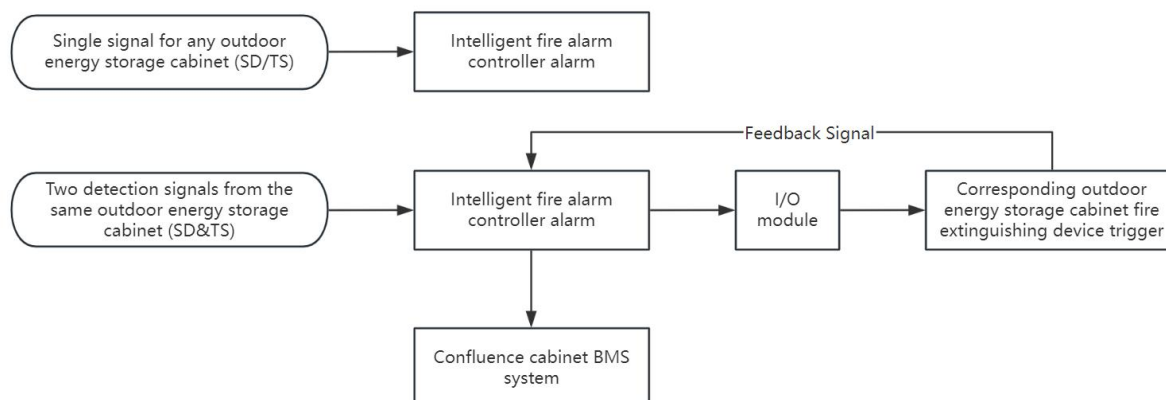 Single signal for any outdoor
energy storage cabinet (SD/TS)
Intelligent fire alarm
controller alarm
Feedback Signal
Two detection signals from the
same outdoor energy storage
cabinet (SD&TS)
Intelligent fire alarm
controller alarm
I/O
module
Corresponding outdoor
energy storage cabinet fire
extinguishing device trigger
Confluence cabinet BMS
system